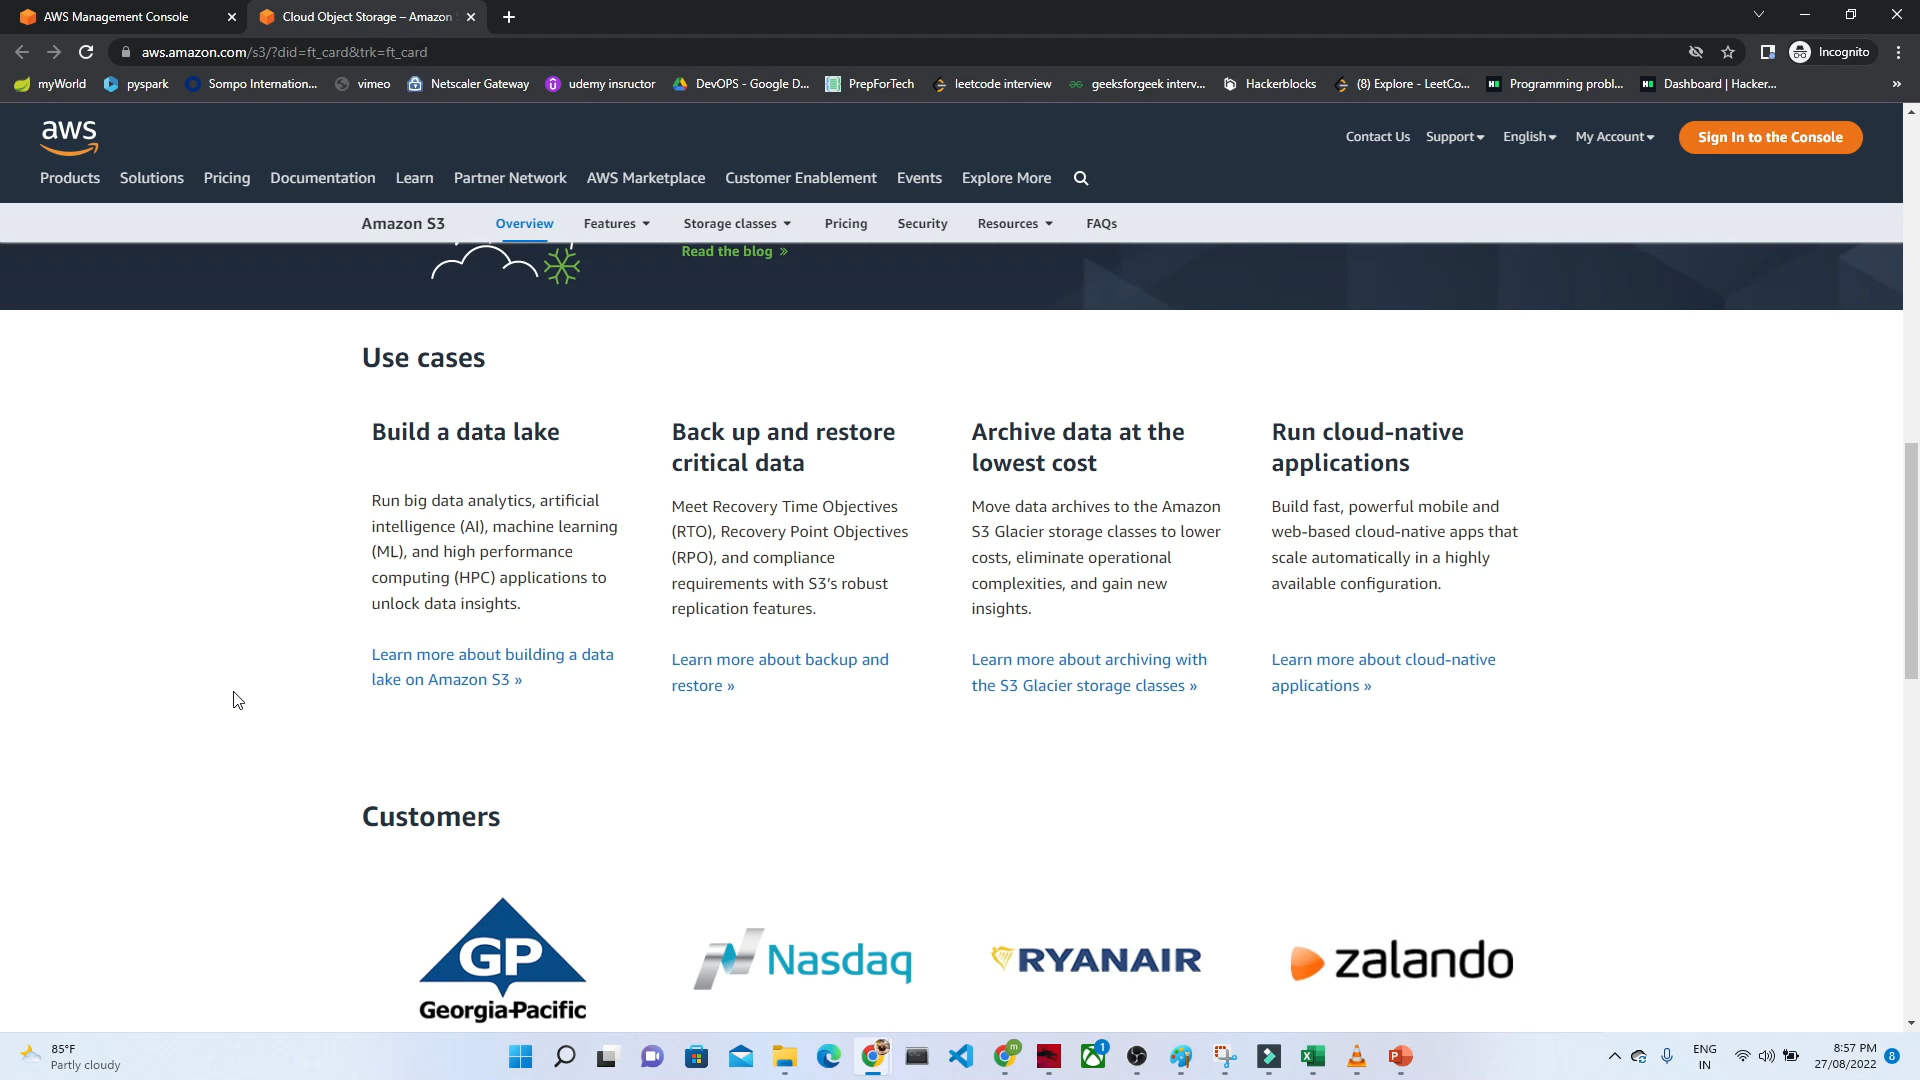 AWS Management Console
Cloud Object Storage – Amazon
aws.amazon.com/s3/?did=ft_card&trk=ft_card
Incognito
myWorld
pyspark
Sompo Internation...
vimeo
Netscaler Gateway
udemy insructor
DevOPS - Google D...
PrepForTech
leetcode interview
geeksforgeek interv...
Hackerblocks
(8) Explore - LeetCo...
Programming probl...
Dashboard | Hacker...
»
aws
Contact Us
Support
English
My Account
Sign In to the Console
Products
Solutions
Pricing
Documentation
Learn
Partner Network
AWS Marketplace
Customer Enablement
Events
Explore More
Amazon S3
Overview
Features
Storage classes
Pricing
Security
Resources
FAQs
Read the blog »
Use cases
Build a data lake
Run big data analytics, artificial
intelligence (AI), machine learning
(ML), and high performance
computing (HPC) applications to
unlock data insights.
Learn more about building a data
lake on Amazon S3 »
Back up and restore
critical data
Meet Recovery Time Objectives
(RTO), Recovery Point Objectives
(RPO), and compliance
requirements with S3's robust
replication features.
Learn more about backup and
restore »
Archive data at the
lowest cost
Move data archives to the Amazon
S3 Glacier storage classes to lower
costs, eliminate operational
complexities, and gain new
insights.
Learn more about archiving with
the S3 Glacier storage classes »
Run cloud-native
applications
Build fast, powerful mobile and
web-based cloud-native apps that
scale automatically in a highly
available configuration.
Learn more about cloud-native
applications »
Customers
GP
Georgia-Pacific
Nasdaq
RYANAIR
zalando
85°F
Partly cloudy
m
1
ENG
IN
8:57 PM
27/08/2022
8